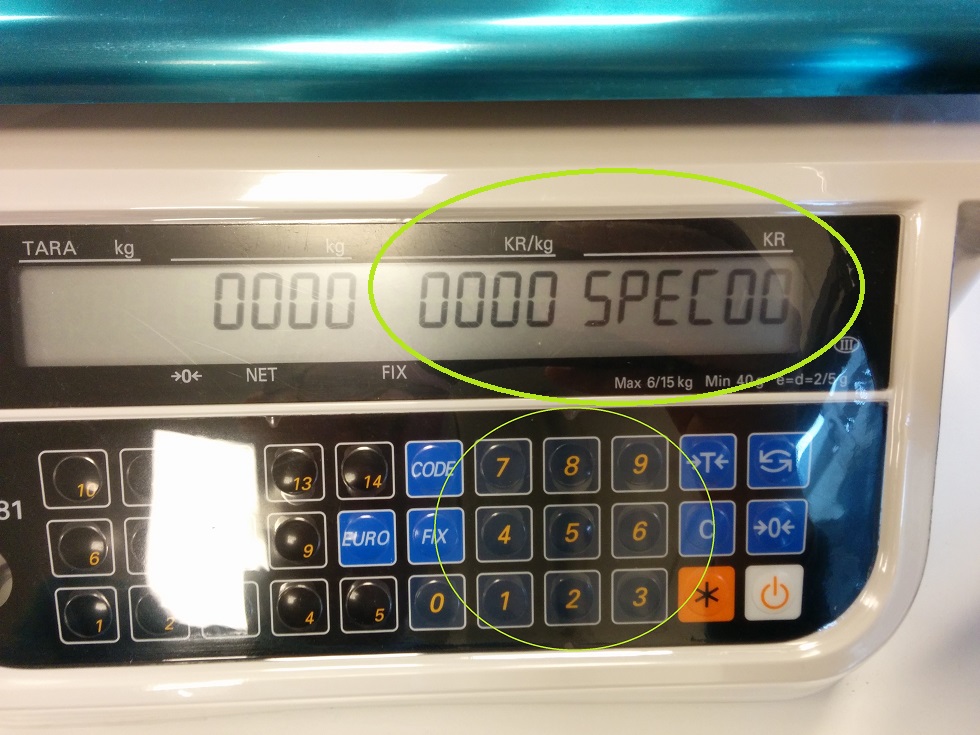 TARA kg kg KR/kg KR
0000 0000 SPEC00
→0← NET FIX Max 6/15 kg Min 40 g e=d=2/5 g
III
10 13 14 CODE 7 8 9 →T←
81
6 9 EURO FIX 4 5 6 C →0←
1 2 4 5 0 1 2 3 *